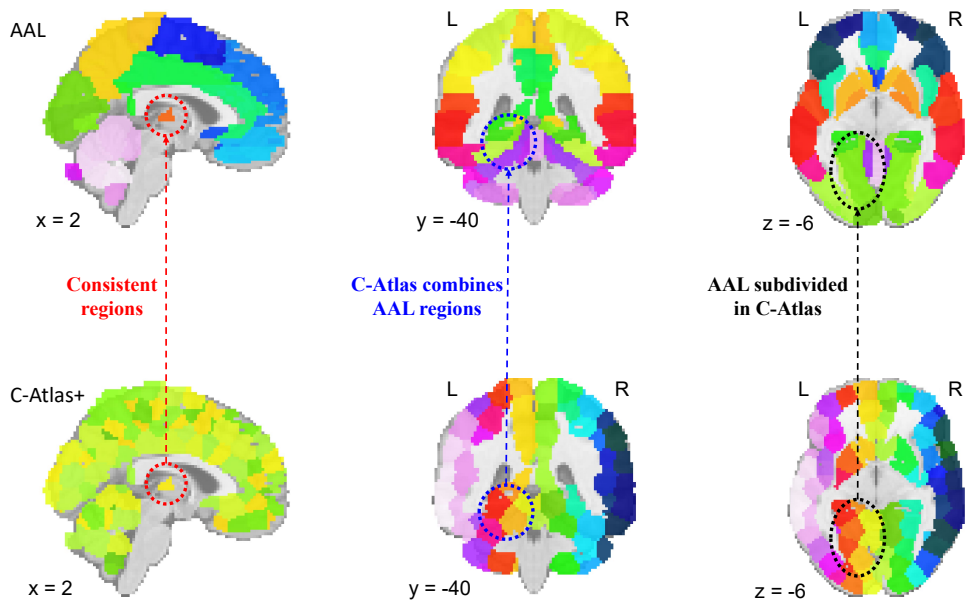 AAL
L R
L R
x = 2
y = -40
z = -6
Consistent
regions
C-Atlas combines
AAL regions
AAL subdivided
in C-Atlas
C-Atlas+
L R
L R
x = 2
y = -40
z = -6